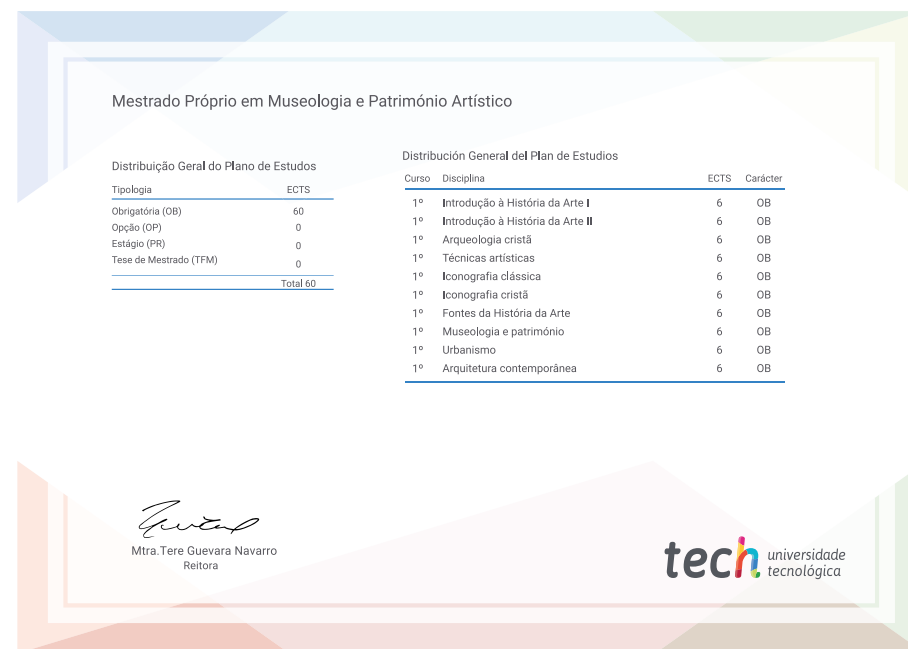 Mestrado Próprio em Museologia e Património Artístico
Distribuição Geral do Plano de Estudos
Tipologia ECTS
Obrigatória (OB) 60
Opção (OP) 0
Estágio (PR) 0
Tese de Mestrado (TFM) 0
Total 60
Distribución General del Plan de Estudios
Curso Disciplina ECTS Carácter
1º Introdução à História da Arte I 6 OB
1º Introdução à História da Arte II 6 OB
1º Arqueologia cristã 6 OB
1º Técnicas artísticas 6 OB
1º Iconografia clássica 6 OB
1º Iconografia cristã 6 OB
1º Fontes da História da Arte 6 OB
1º Museologia e património 6 OB
1º Urbanismo 6 OB
1º Arquitetura contemporânea 6 OB
Mtra.Tere Guevara Navarro
Reitora
tech universidade
tecnológica